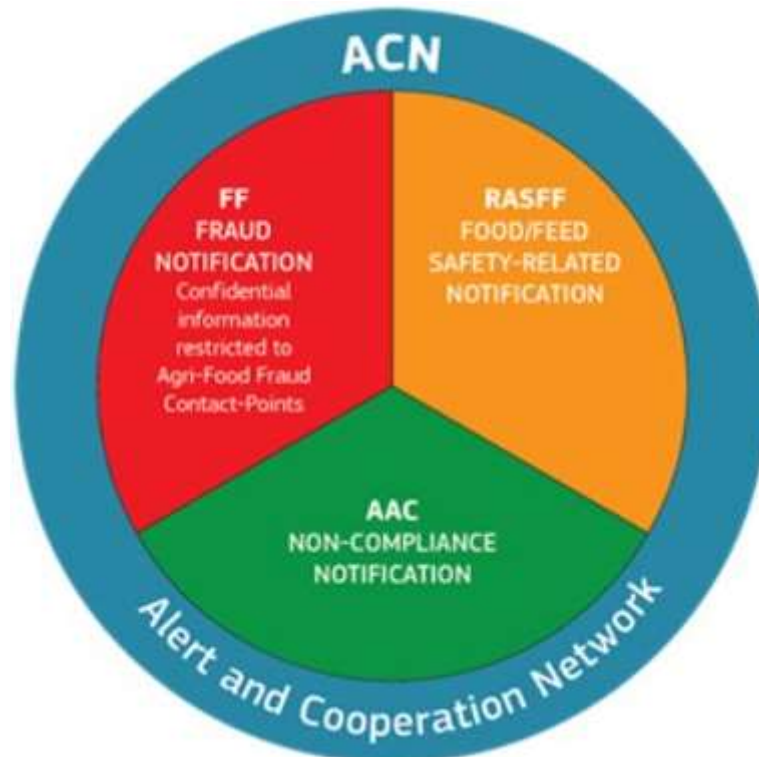 ACN
FF
FRAUD
NOTIFICATION
Confidential
information
restricted to
Agri-Food Fraud
Contact-Points
RASFF
FOOD/FEED
SAFETY-RELATED
NOTIFICATION
AAC
NON-COMPLIANCE
NOTIFICATION
Alert and Cooperation Network